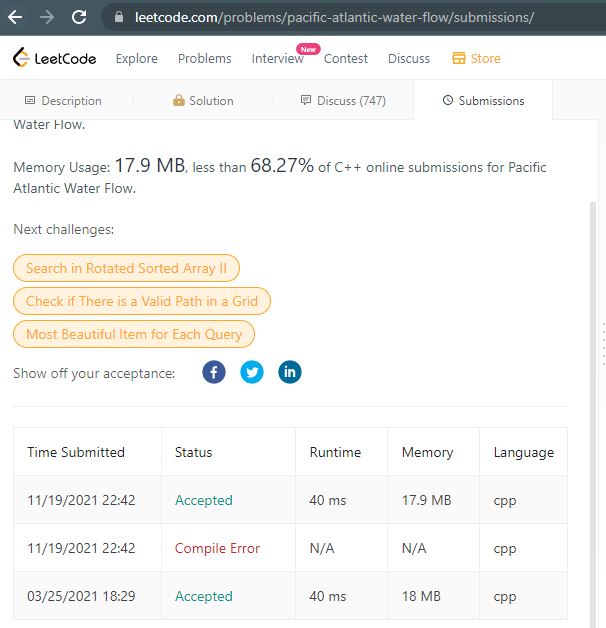 leetcode.com/problems/pacific-atlantic-water-flow/submissions/
LeetCode Explore Problems Interview New Contest Discuss Store
Description Solution Discuss (747) Submissions
Water Flow.
Memory Usage: 17.9 MB, less than 68.27% of C++ online submissions for Pacific
Atlantic Water Flow.
Next challenges:
Search in Rotated Sorted Array II
Check if There is a Valid Path in a Grid
Most Beautiful Item for Each Query
Show off your acceptance:
Time Submitted Status Runtime Memory Language
11/19/2021 22:42 Accepted 40 ms 17.9 MB cpp
11/19/2021 22:42 Compile Error N/A N/A cpp
03/25/2021 18:29 Accepted 40 ms 18 MB cpp